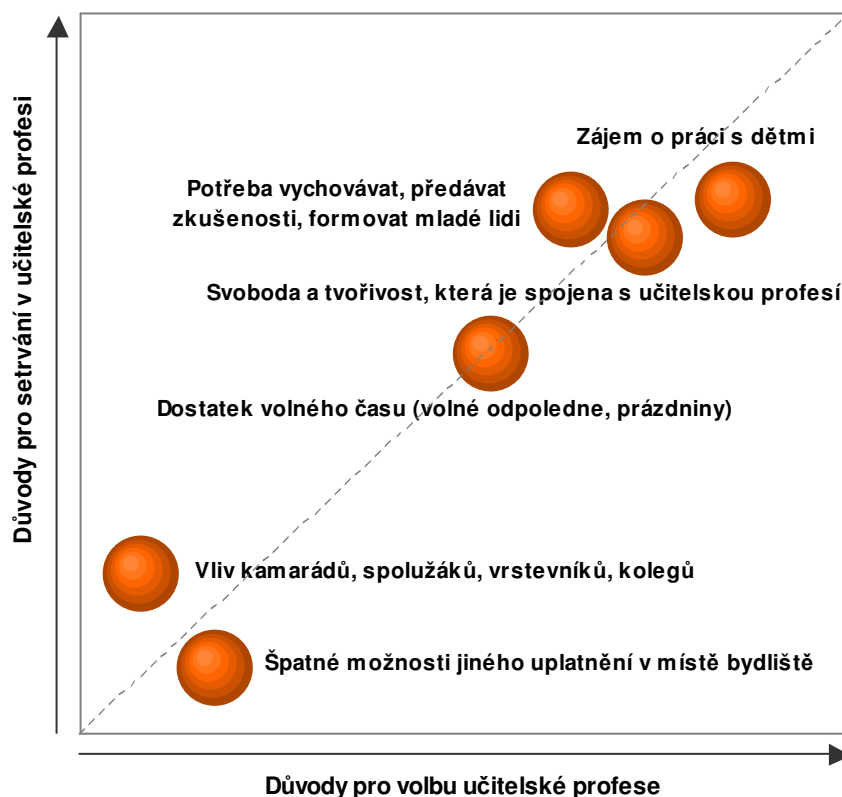 Zájem o práci s dětmi
Potřeba vychovávat, předávat
zkušenosti, formovat mladé lidi
Svoboda a tvořivost, která je spojena s učitelskou profesí
Dostatek volného času (volné odpoledne, prázdniny)
Vliv kamarádů, spolužáků, vrstevníků, kolegů
Špatné možnosti jiného uplatnění v místě bydliště
Důvody pro setrvání v učitelské profesi
Důvody pro volbu učitelské profese